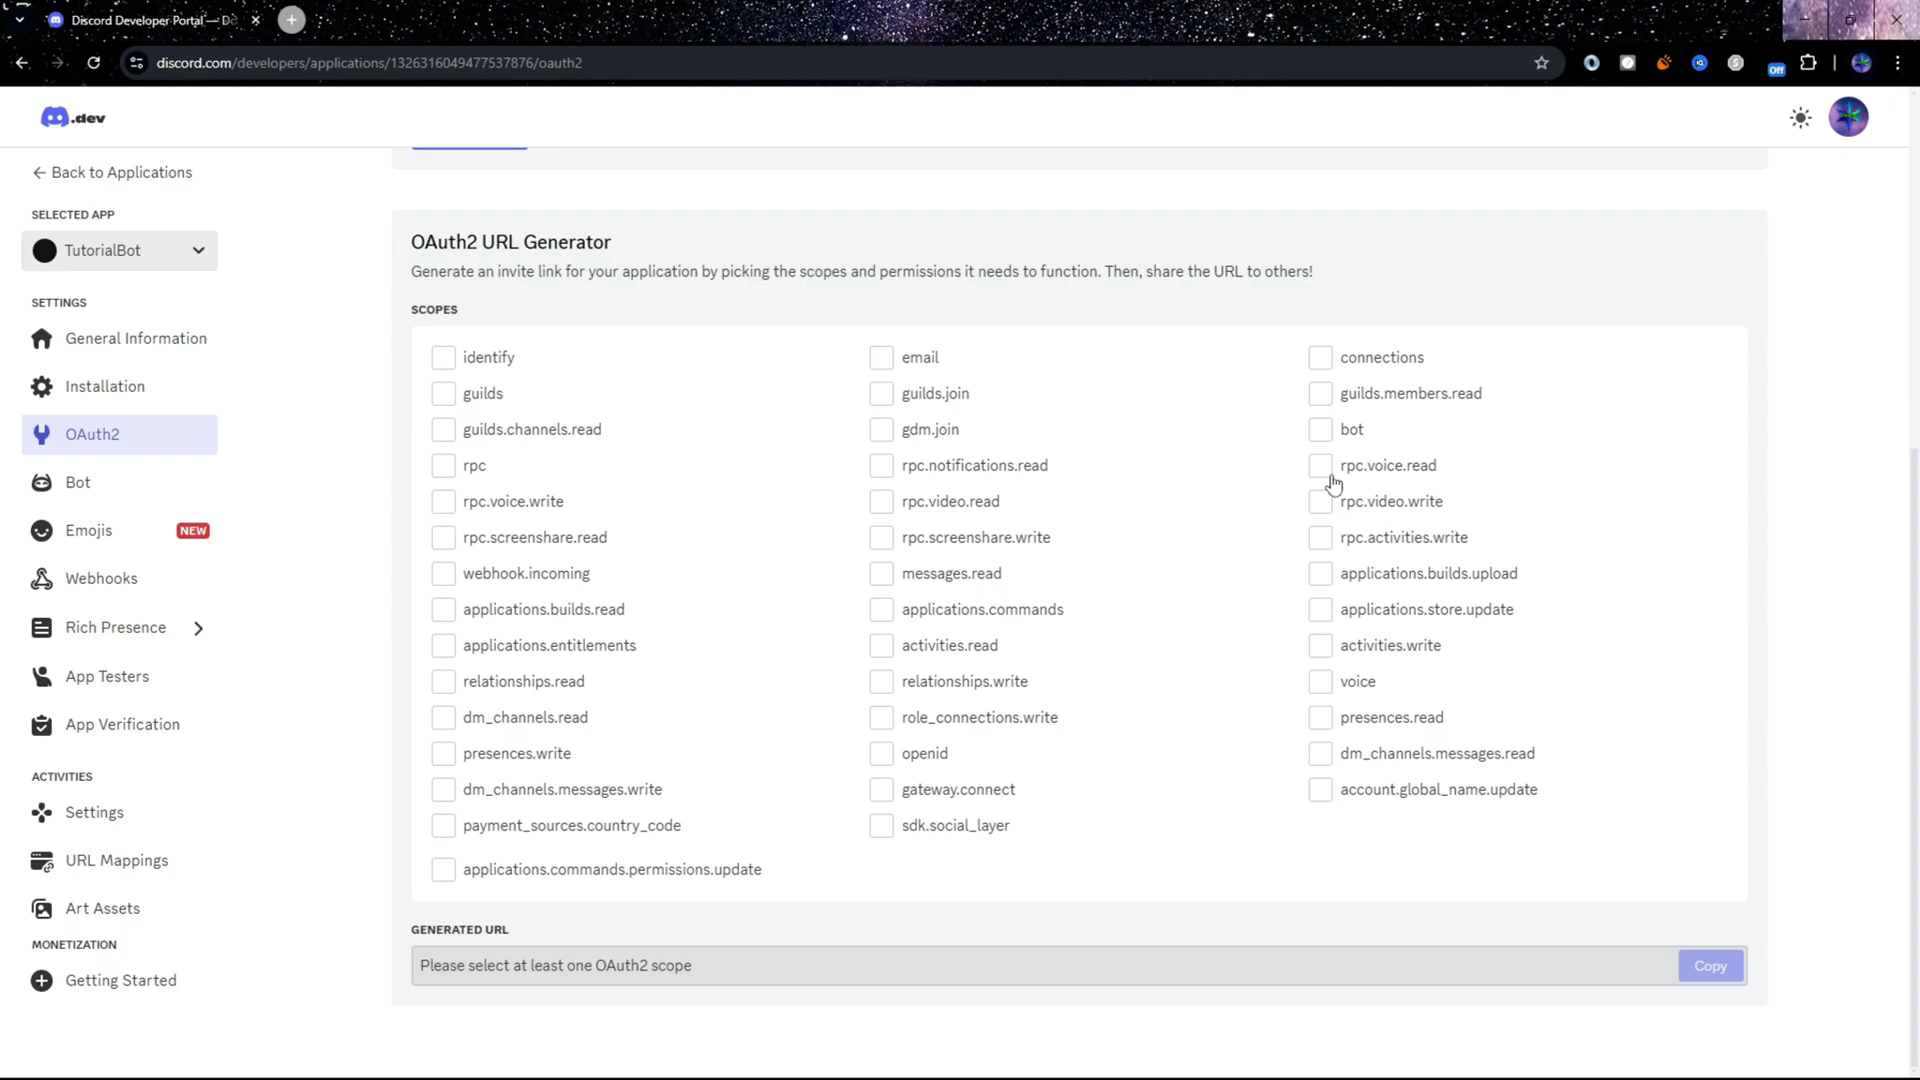 Discord Developer Portal — De
discord.com/developers/applications/1326316049477537876/oauth2
Off
.dev
Back to Applications
SELECTED APP
TutorialBot
SETTINGS
General Information
Installation
OAuth2
Bot
Emojis NEW
Webhooks
Rich Presence
App Testers
App Verification
ACTIVITIES
Settings
URL Mappings
Art Assets
MONETIZATION
Getting Started
OAuth2 URL Generator
Generate an invite link for your application by picking the scopes and permissions it needs to function. Then, share the URL to others!
SCOPES
identify email connections
guilds guilds.join guilds.members.read
guilds.channels.read gdm.join bot
rpc rpc.notifications.read rpc.voice.read
rpc.voice.write rpc.video.read rpc.video.write
rpc.screenshare.read rpc.screenshare.write rpc.activities.write
webhook.incoming messages.read applications.builds.upload
applications.builds.read applications.commands applications.store.update
applications.entitlements activities.read activities.write
relationships.read relationships.write voice
dm_channels.read role_connections.write presences.read
presences.write openid dm_channels.messages.read
dm_channels.messages.write gateway.connect account.global_name.update
payment_sources.country_code sdk.social_layer
applications.commands.permissions.update
GENERATED URL
Please select at least one OAuth2 scope Copy